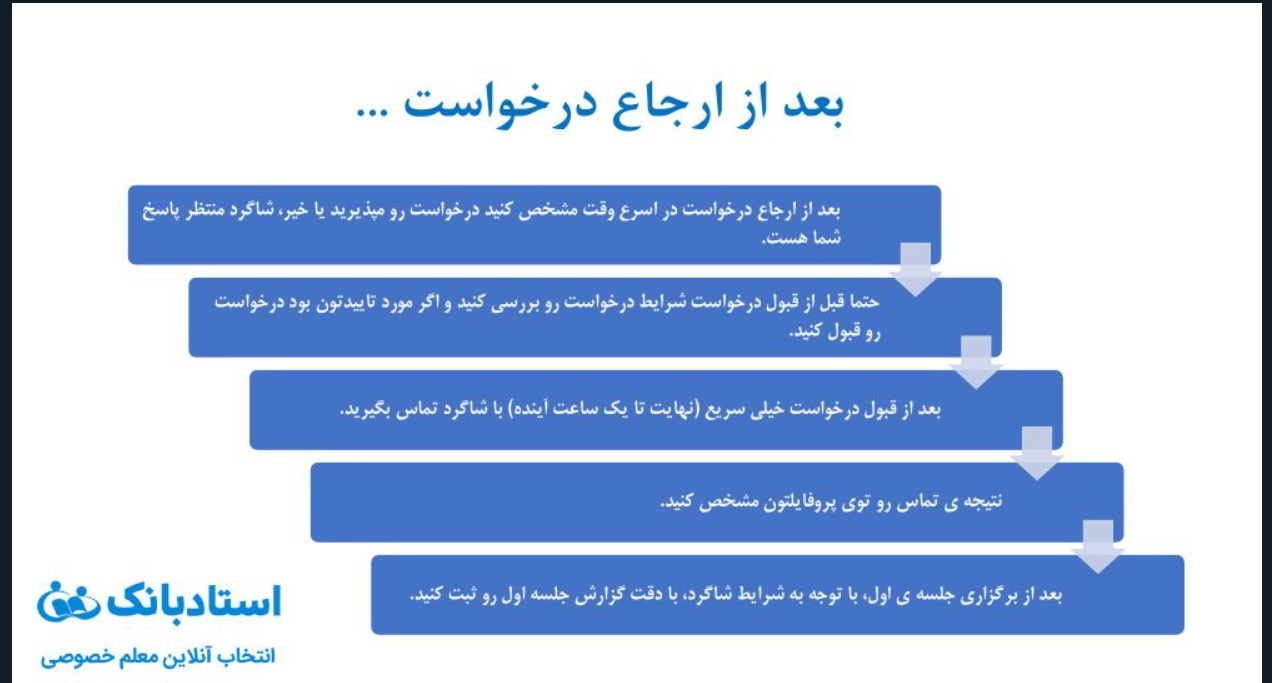 بعد از ارجاع درخواست ...
بعد از ارجاع درخواست در اسرع وقت مشخص کنید درخواست رو میپذیرید یا خیر، شاگرد منتظر پاسخ
شما هست.
حتما قبل از قبول درخواست شرایط درخواست رو بررسی کنید و اگر مورد تاییدتون بود درخواست
رو قبول کنید.
بعد از قبول درخواست خیلی سریع (نهایت تا یک ساعت آینده) با شاگرد تماس بگیرید.
نتیجه ی تماس رو توی پروفایلتون مشخص کنید.
بعد از برگزاری جلسه ی اول، با توجه به شرایط شاگرد، با دقت گزارش جلسه اول رو ثبت کنید.
استادبانک
انتخاب آنلاین معلم خصوصی